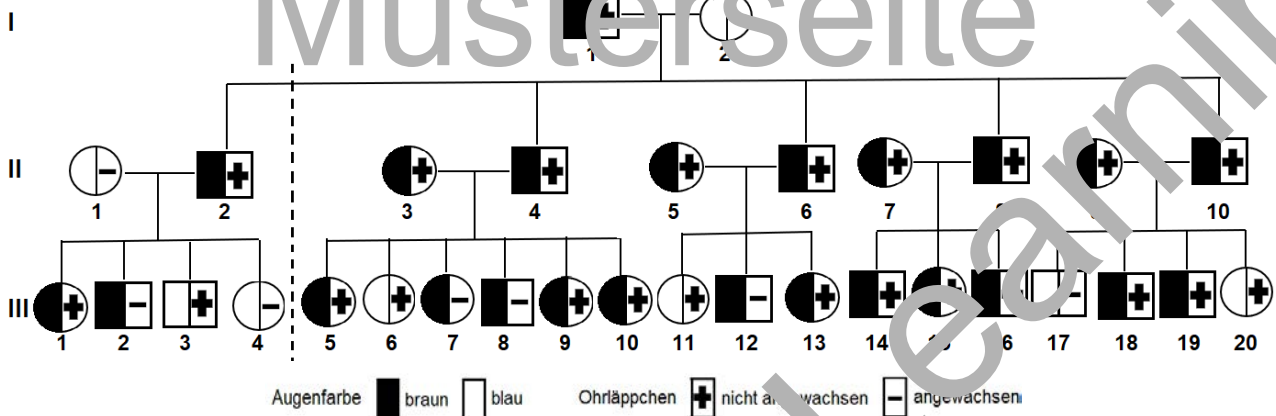 Musterseite
I
1 2
II
1 2 3 4 5 6 7 10
III
1 2 3 4 5 6 7 8 9 10 11 12 13 14 17 18 19 20
Augenfarbe braun blau Ohrläppchen nicht angewachsen angewachsen